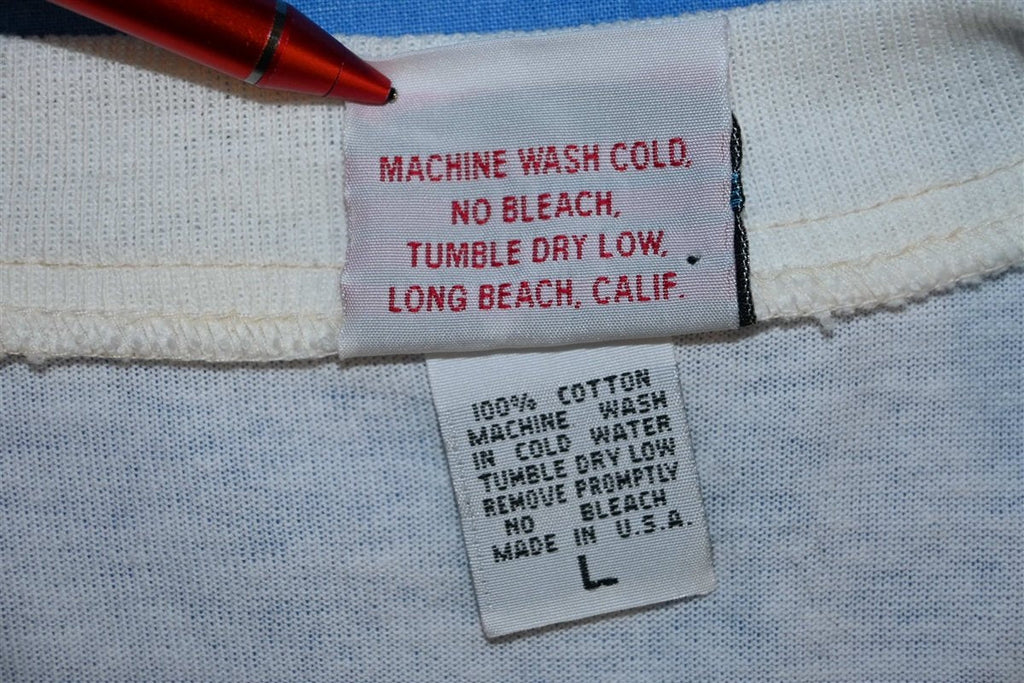 MACHINE WASH COLD,
NO BLEACH,
TUMBLE DRY LOW,
LONG BEACH, CALIF.
100% COTTON
MACHINE WASH
IN COLD WATER
TUMBLE DRY LOW
REMOVE PROMPTLY
NO BLEACH
MADE IN U.S.A.
L